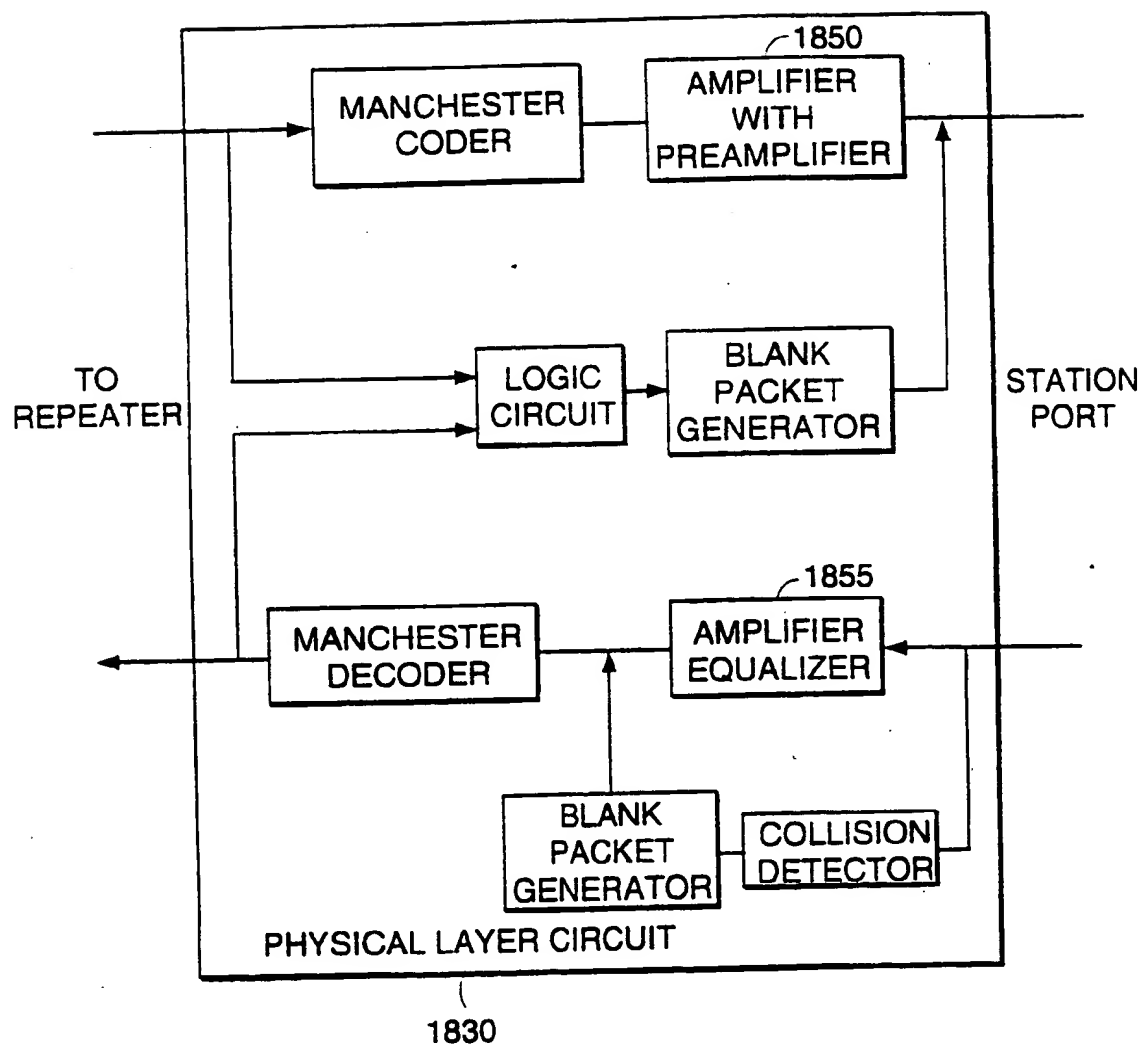 1850
MANCHESTER
CODER
AMPLIFIER
WITH
PREAMPLIFIER
TO
REPEATER
LOGIC
CIRCUIT
BLANK
PACKET
GENERATOR
STATION
PORT
1855
MANCHESTER
DECODER
AMPLIFIER
EQUALIZER
BLANK
PACKET
GENERATOR
COLLISION
DETECTOR
PHYSICAL LAYER CIRCUIT
1830